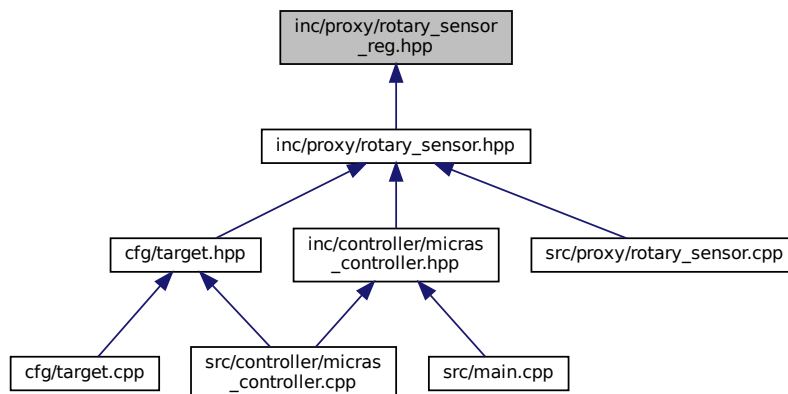 inc/proxy/rotary_sensor
_reg.hpp
inc/proxy/rotary_sensor.hpp
cfg/target.hpp
inc/controller/micras
_controller.hpp
src/proxy/rotary_sensor.cpp
cfg/target.cpp
src/controller/micras
_controller.cpp
src/main.cpp